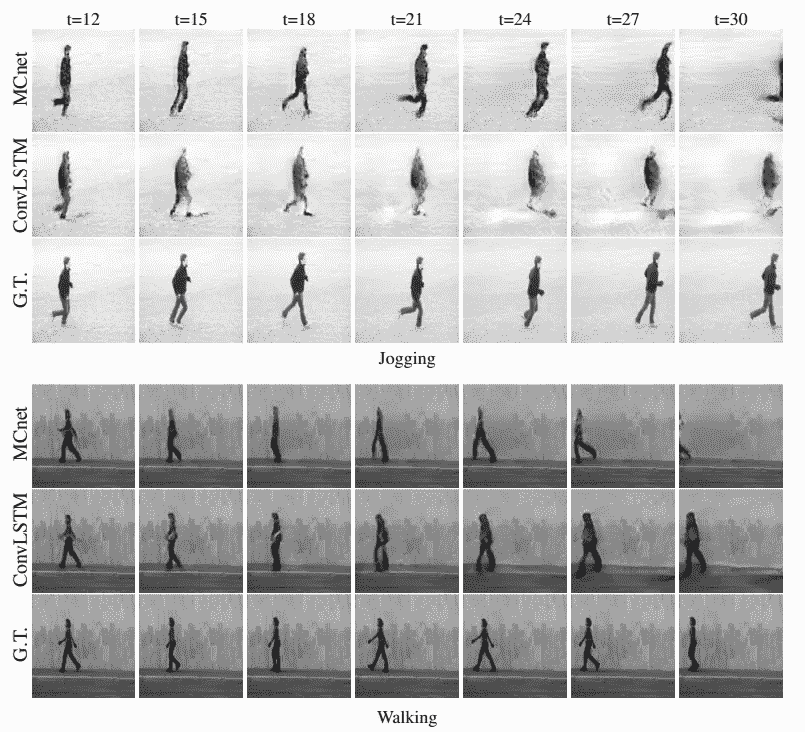 t=12 t=15 t=18 t=21 t=24 t=27 t=30
MCnet
ConvLSTM
G.T.
Jogging
MCnet
ConvLSTM
G.T.
Walking